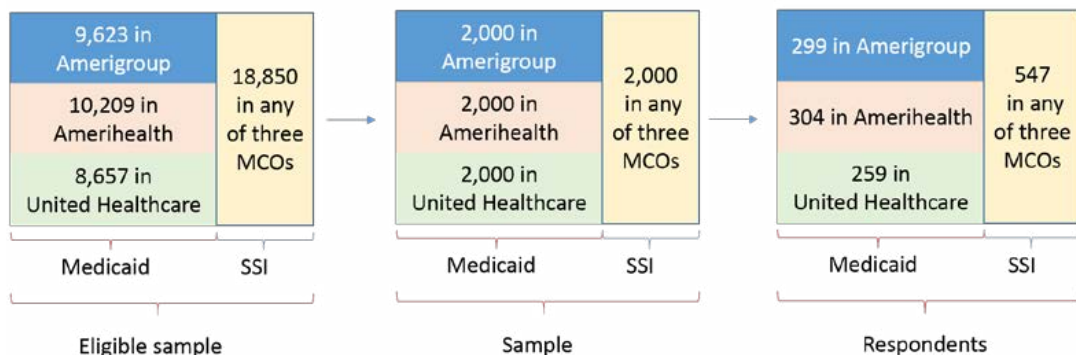 9,623 in
Amerigroup
10,209 in
Amerihealth
8,657 in
United Healthcare
18,850
in any
of three
MCOs
Medicaid
SSI
Eligible sample
2,000 in
Amerigroup
2,000 in
Amerihealth
2,000 in
United Healthcare
2,000
in any
of three
MCOs
Medicaid
SSI
Sample
299 in Amerigroup
304 in Amerihealth
259 in
United Healthcare
547
in any
of three
MCOs
Medicaid
SSI
Respondents